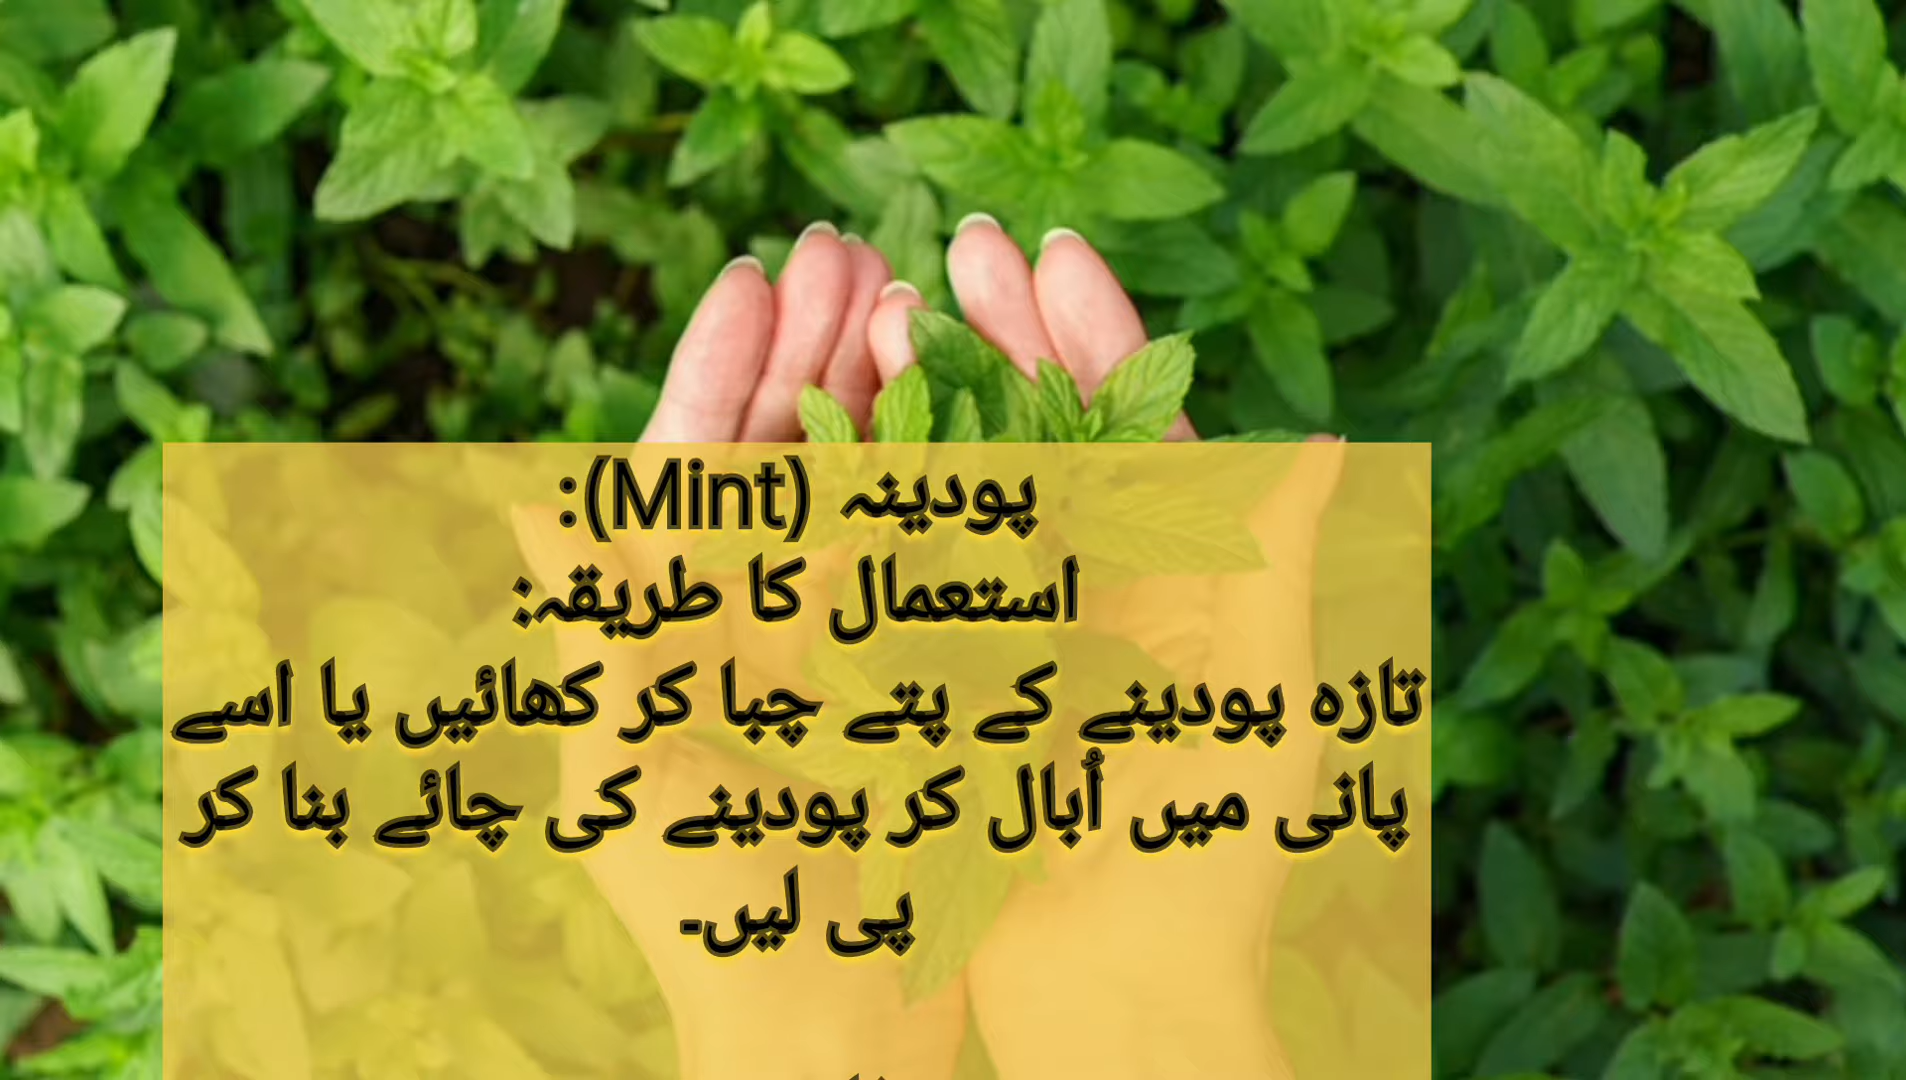 پودینہ (Mint):
استعمال کا طریقہ:
تازہ پودینے کے پتے چبا کر کھائیں یا اسے
پانی میں اُبال کر پودینے کی چائے بنا کر
پی لیں۔